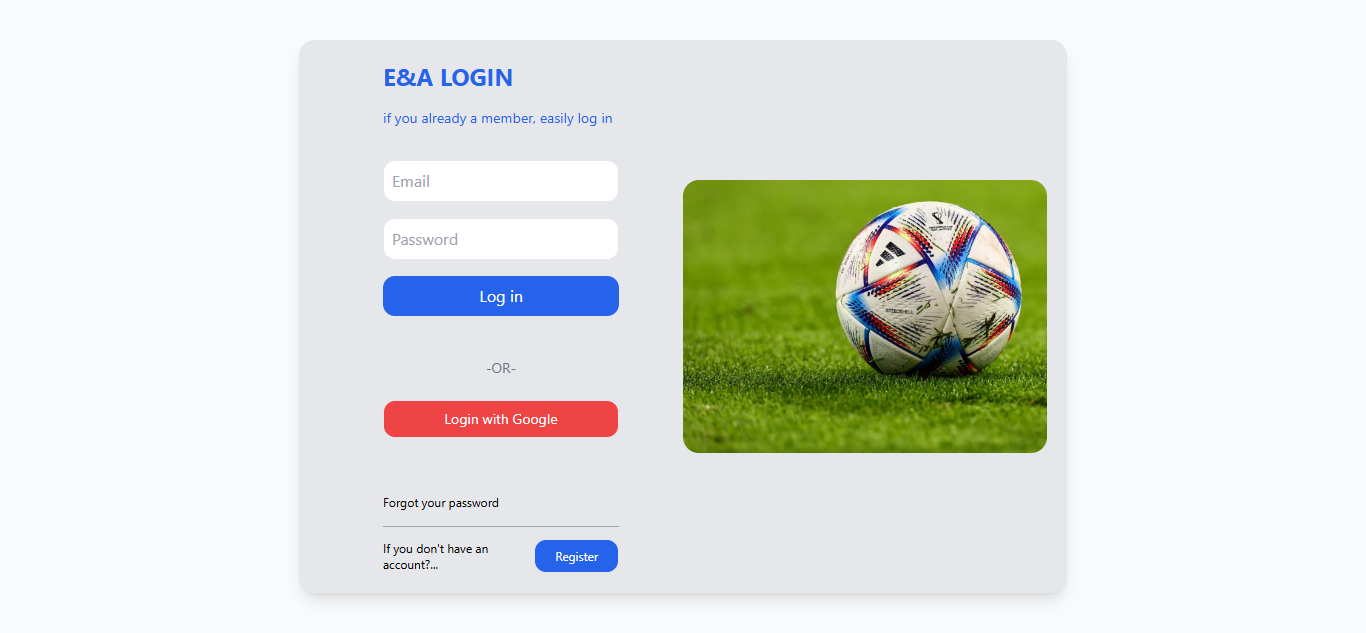 E&A LOGIN
if you already a member, easily log in
Email
Password
Log in
-OR-
Login with Google
Forgot your password
If you don't have an
account?...
Register